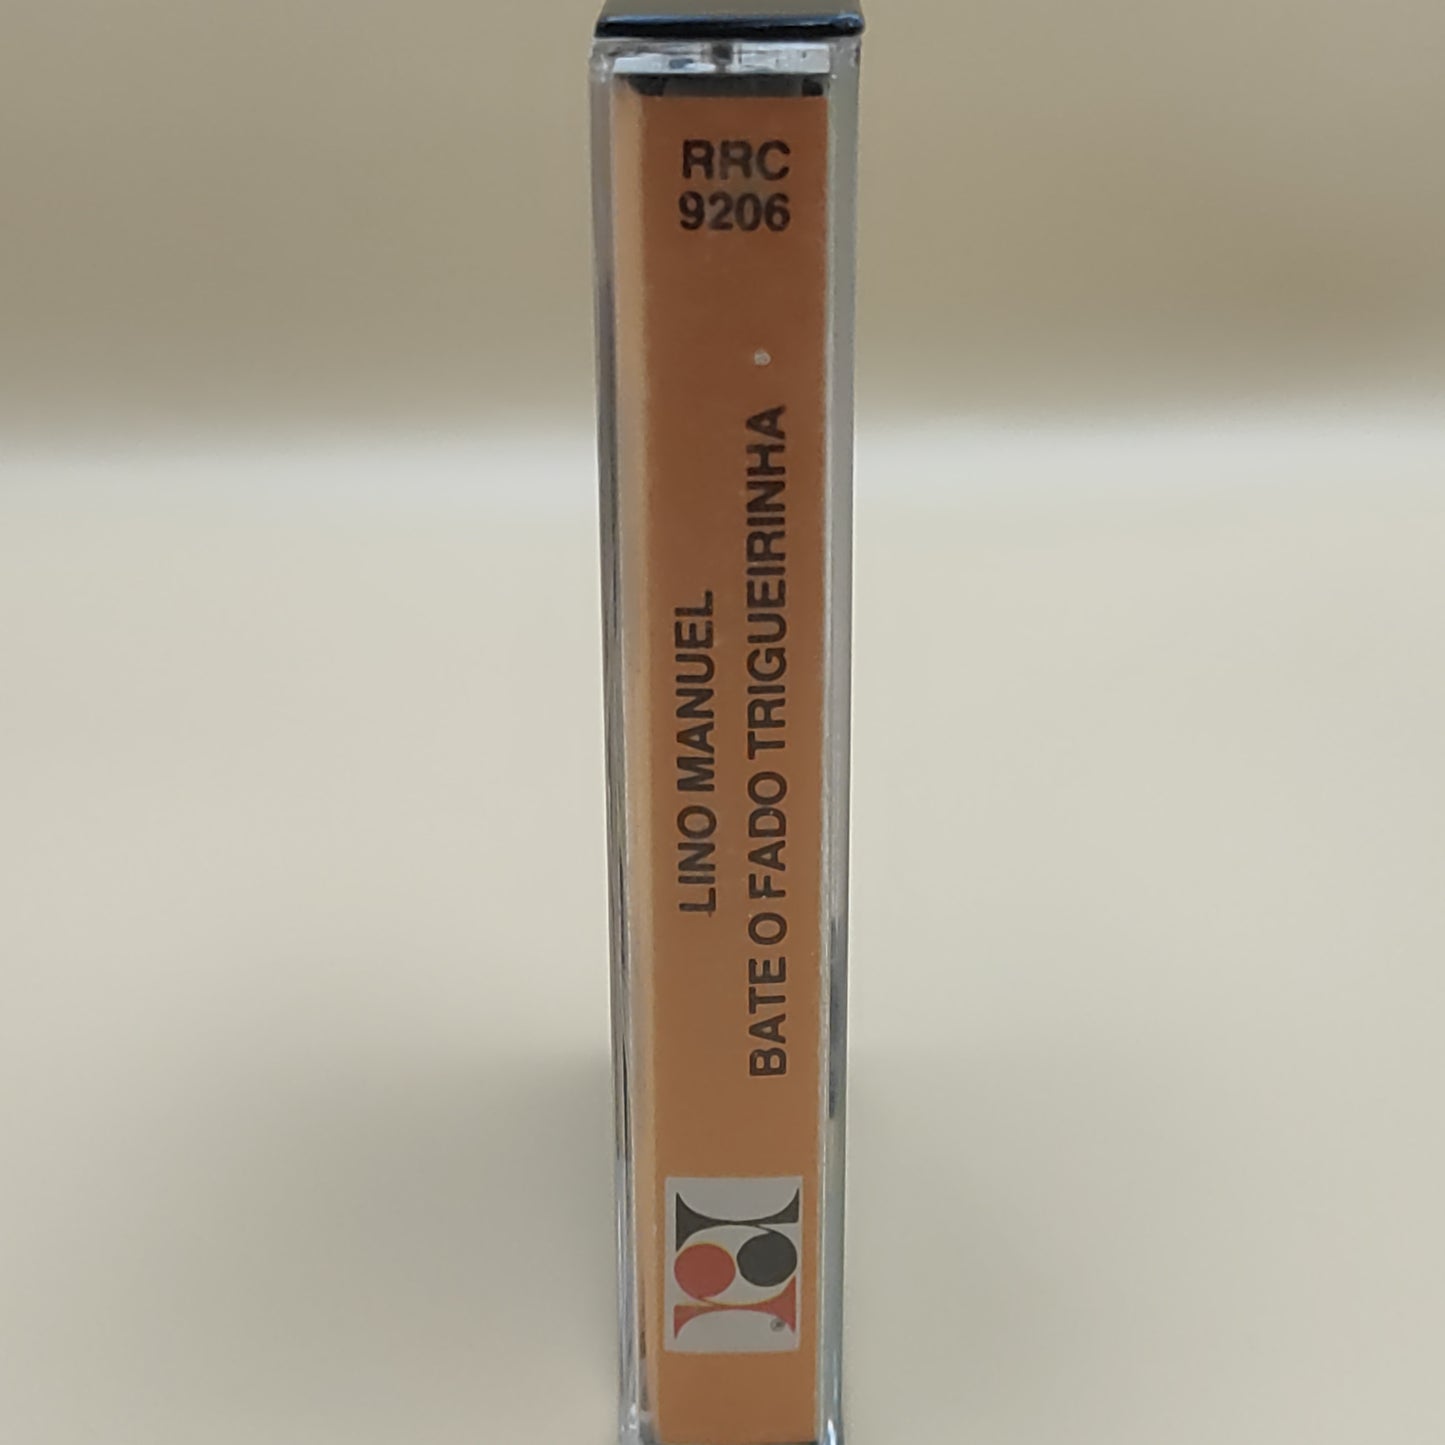 RRC
9206
LINO MANUEL
BATE O FADO TRIGUEIRINHA
®